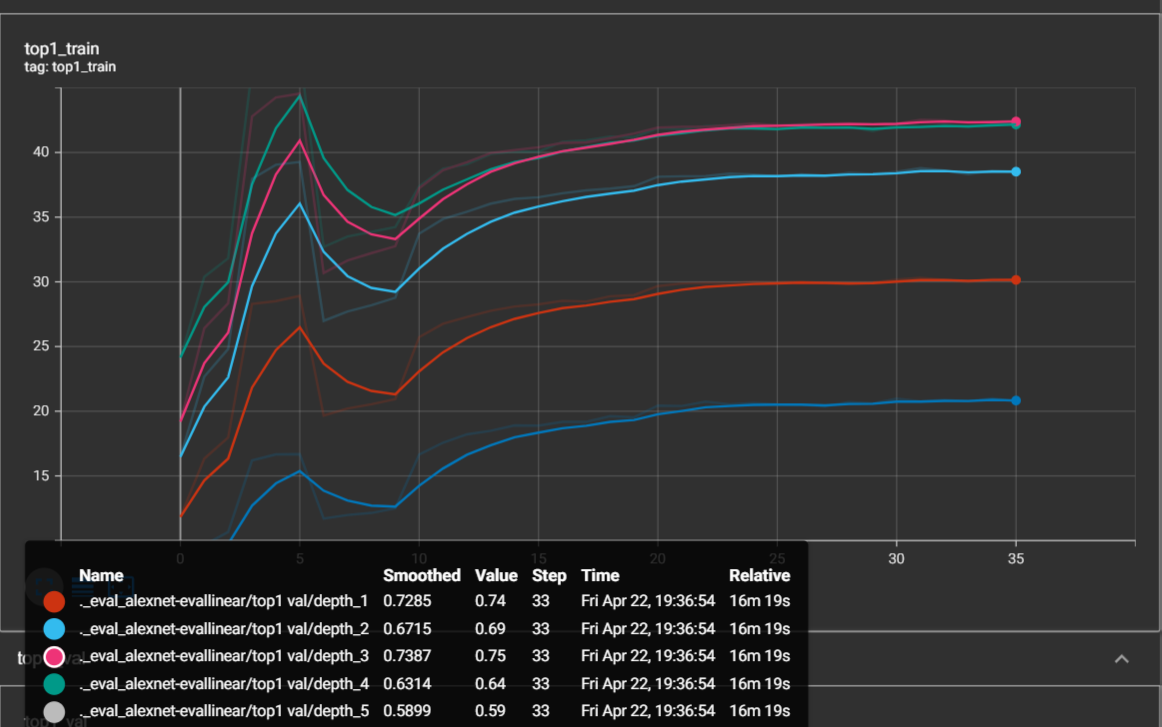 top1_train
tag: top1_train
40
35
30
25
20
15
0 5 10 15 20 25 30 35
Name Smoothed Value Step Time Relative
._eval_alexnet-evallinear/top1 val/depth_1 0.7285 0.74 33 Fri Apr 22, 19:36:54 16m 19s
._eval_alexnet-evallinear/top1 val/depth_2 0.6715 0.69 33 Fri Apr 22, 19:36:54 16m 19s
._eval_alexnet-evallinear/top1 val/depth_3 0.7387 0.75 33 Fri Apr 22, 19:36:54 16m 19s
._eval_alexnet-evallinear/top1 val/depth_4 0.6314 0.64 33 Fri Apr 22, 19:36:54 16m 19s
._eval_alexnet-evallinear/top1 val/depth_5 0.5899 0.59 33 Fri Apr 22, 19:36:54 16m 19s
top1_val